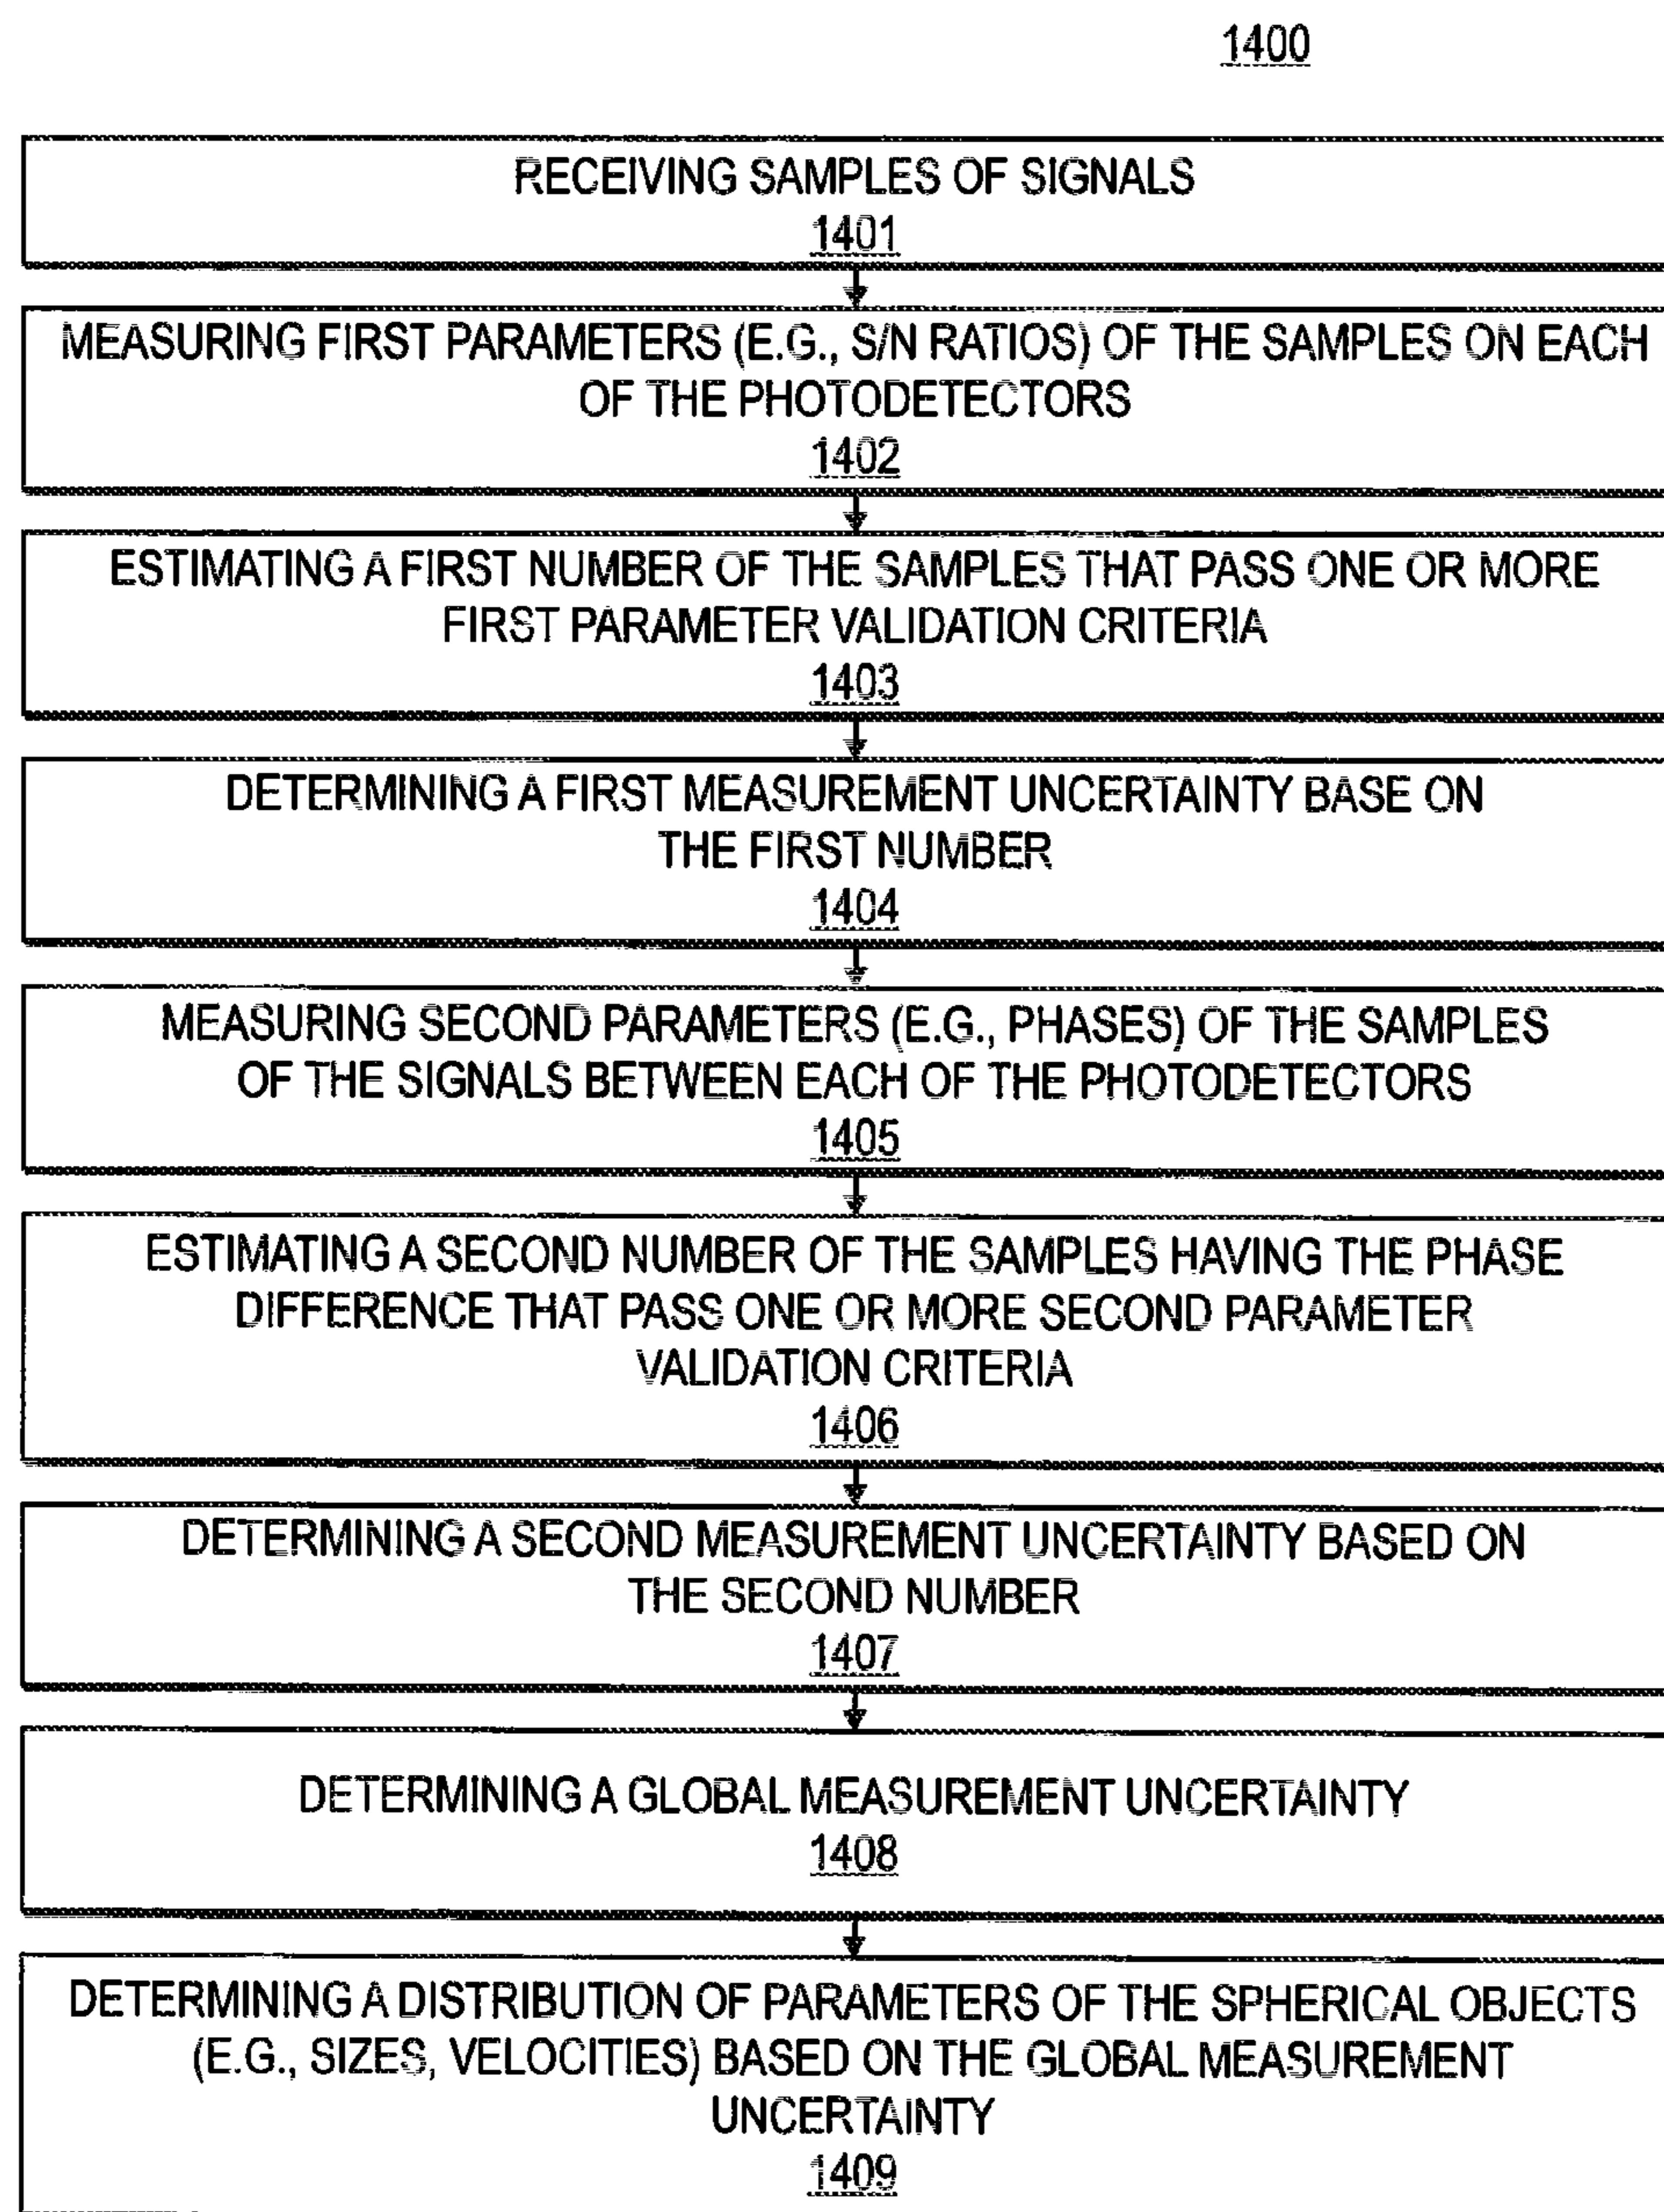 1400
RECEIVING SAMPLES OF SIGNALS
1401
MEASURING FIRST PARAMETERS (E.G., S/N RATIOS) OF THE SAMPLES ON EACH
OF THE PHOTODETECTORS
1402
ESTIMATING A FIRST NUMBER OF THE SAMPLES THAT PASS ONE OR MORE
FIRST PARAMETER VALIDATION CRITERIA
1403
DETERMINING A FIRST MEASUREMENT UNCERTAINTY BASE ON
THE FIRST NUMBER
1404
MEASURING SECOND PARAMETERS (E.G., PHASES) OF THE SAMPLES
OF THE SIGNALS BETWEEN EACH OF THE PHOTODETECTORS
1405
ESTIMATING A SECOND NUMBER OF THE SAMPLES HAVING THE PHASE
DIFFERENCE THAT PASS ONE OR MORE SECOND PARAMETER
VALIDATION CRITERIA
1406
DETERMINING A SECOND MEASUREMENT UNCERTAINTY BASED ON
THE SECOND NUMBER
1407
DETERMINING A GLOBAL MEASUREMENT UNCERTAINTY
1408
DETERMINING A DISTRIBUTION OF PARAMETERS OF THE SPHERICAL OBJECTS
(E.G., SIZES, VELOCITIES) BASED ON THE GLOBAL MEASUREMENT
UNCERTAINTY
1409